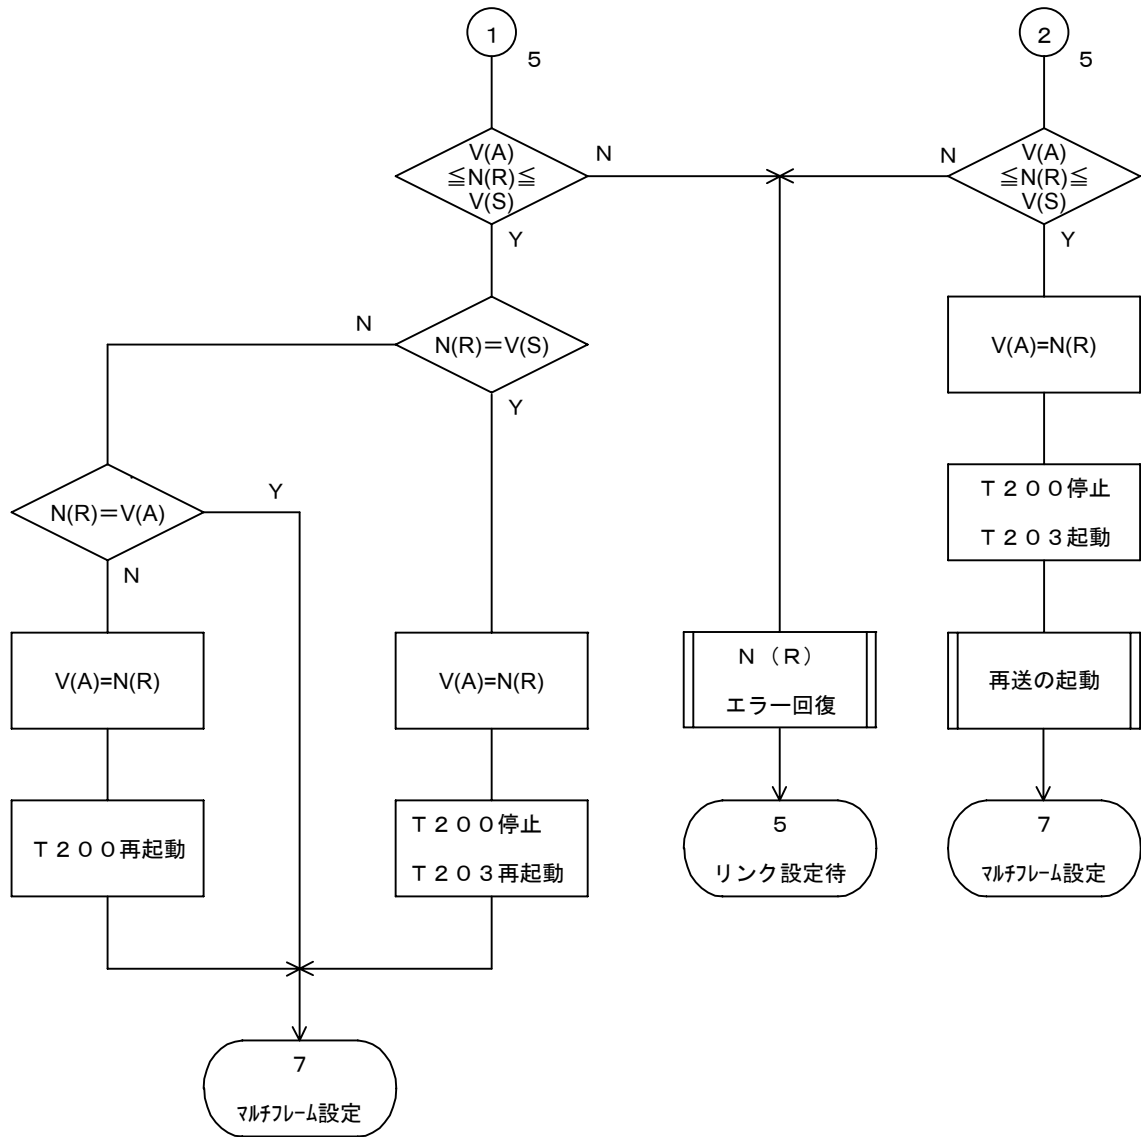 １
５
２
５
V(A)
≦N(R)≦
V(S)
N
Y
N
V(A)
≦N(R)≦
V(S)
Y
N
N(R)＝V(S)
Y
V(A)=N(R)
N(R)＝V(A)
Y
N
Ｔ２００停止
Ｔ２０３起動
V(A)=N(R)
V(A)=N(R)
Ｎ（Ｒ）
エラー回復
再送の起動
Ｔ２００再起動
Ｔ２００停止
Ｔ２０３再起動
５
リンク設定待
７
ﾏﾙﾁﾌﾚｰﾑ設定
７
ﾏﾙﾁﾌﾚｰﾑ設定